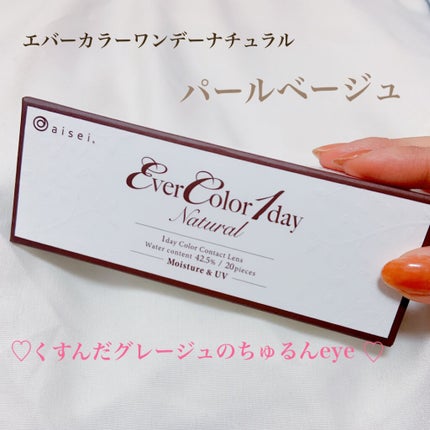 エバーカラーワンデーナチュラル
パールベージュ
aisei.
EverColor1day
Natural
1day Color Contact Lens
Water content 42.5% / 20pieces
Moisture & UV
♡くすんだグレージュのちゅるんeye ♡